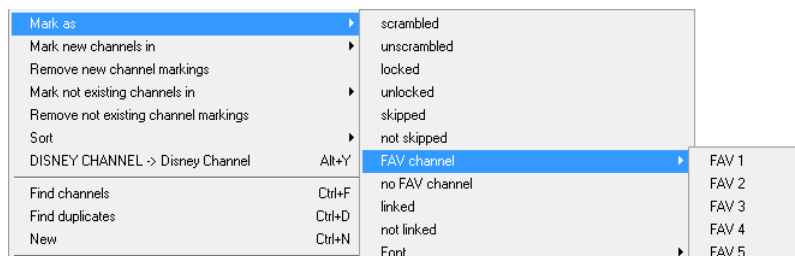 Mark as
Mark new channels in
Remove new channel markings
Mark not existing channels in
Remove not existing channel markings
Sort
DISNEY CHANNEL -> Disney Channel Alt+Y
Find channels Ctrl+F
Find duplicates Ctrl+D
New Ctrl+N
scrambled
unscrambled
locked
unlocked
skipped
not skipped
FAV channel
no FAV channel
linked
not linked
Font
FAV 1
FAV 2
FAV 3
FAV 4
FAV 5